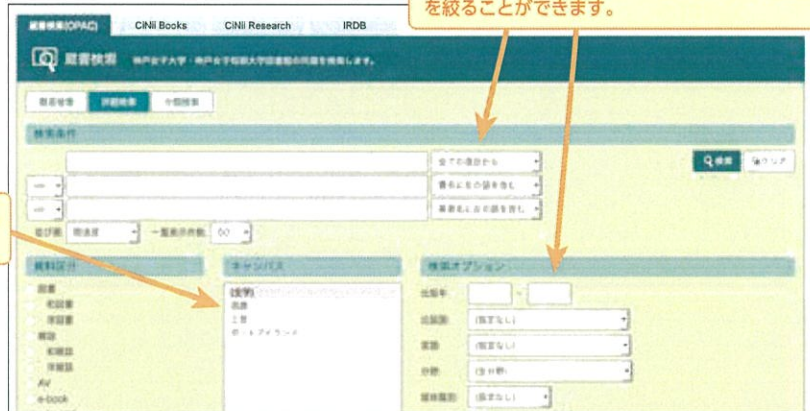 を絞ることができます。
蔵書検索(OPAC) CiNii Books CiNii Research IRDB
蔵書検索 神戸女子大学・神戸女子短期大学図書館の所蔵を検索します。
簡易検索 詳細検索 分類検索
検索条件
全ての項目から 検索 クリア
書名に左の語を含む
著者名に左の語を含む
並び順: 関連度 一覧表示件数: 50
資料区分 キャンパス 検索オプション
図書 (全学) 出版年: -
和図書 須磨
洋図書 出版国: (指定なし)
雑誌 ポートアイランド
和雑誌 言語: (指定なし)
洋雑誌 分野: (全分野)
AV
e-book 媒体種別: (指定なし)